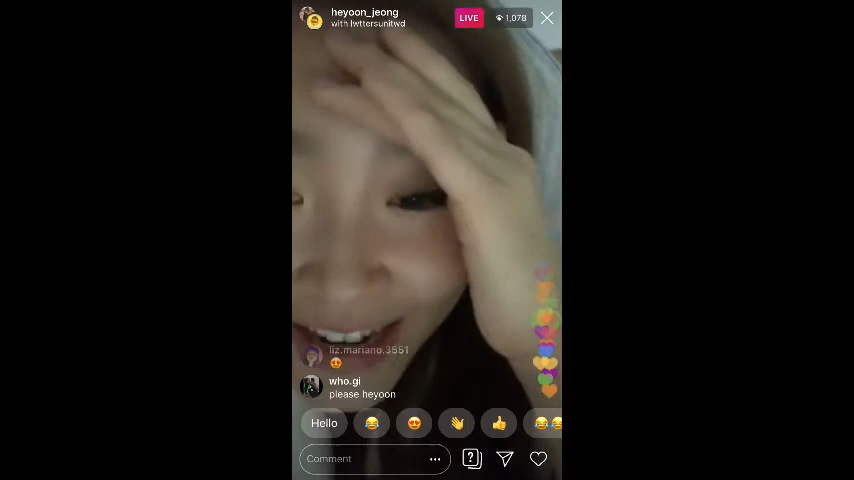 heyoon_jeong
with lwttersunitwd
LIVE
1,078
liz.mariano.3551
who.gi
please heyoon
Hello
Comment